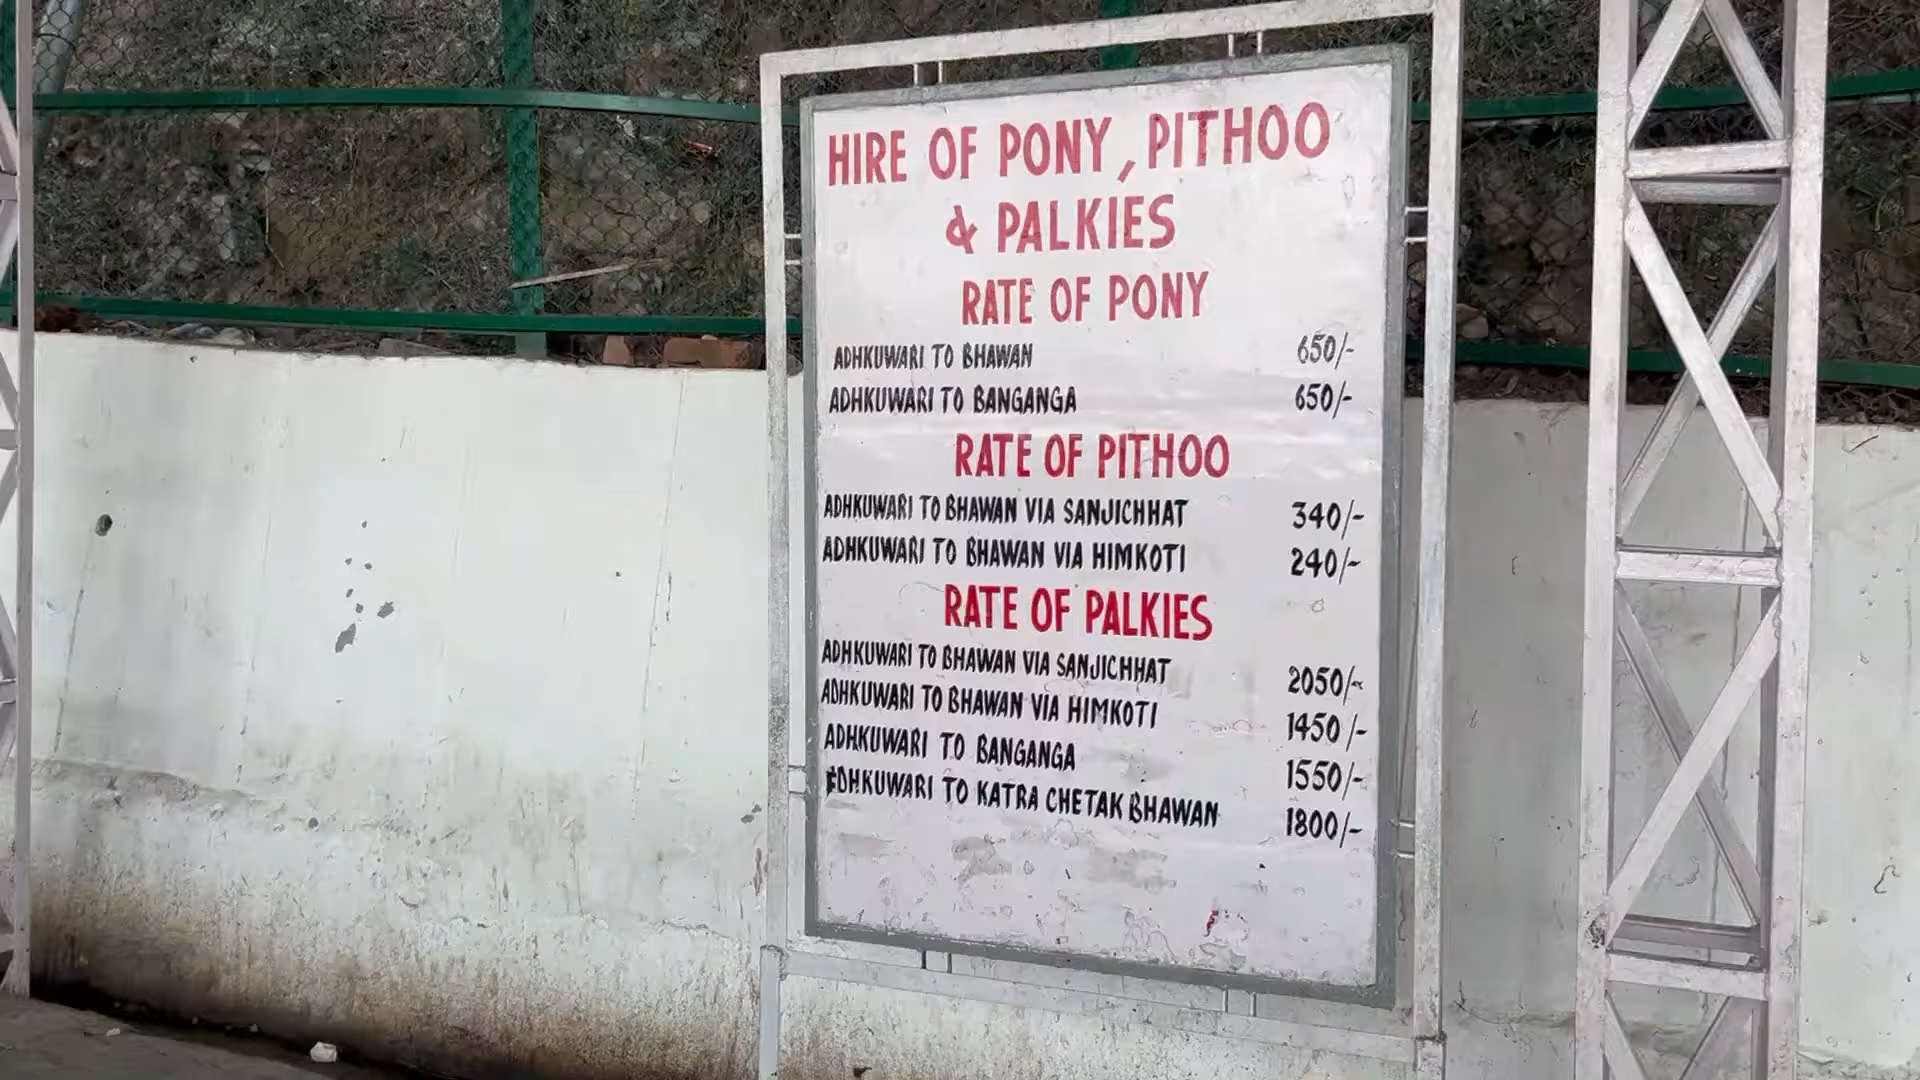 HIRE OF PONY, PITHOO
& PALKIES
RATE OF PONY
ADHKUWARI TO BHAWAN 650/-
ADHKUWARI TO BANGANGA 650/-
RATE OF PITHOO
ADHKUWARI TO BHAWAN VIA SANJICHHAT 340/-
ADHKUWARI TO BHAWAN VIA HIMKOTI 240/-
RATE OF PALKIES
ADHKUWARI TO BHAWAN VIA SANJICHHAT 2050/-
ADHKUWARI TO BHAWAN VIA HIMKOTI 1450/-
ADHKUWARI TO BANGANGA 1550/-
ADHKUWARI TO KATRA CHETAK BHAWAN 1800/-